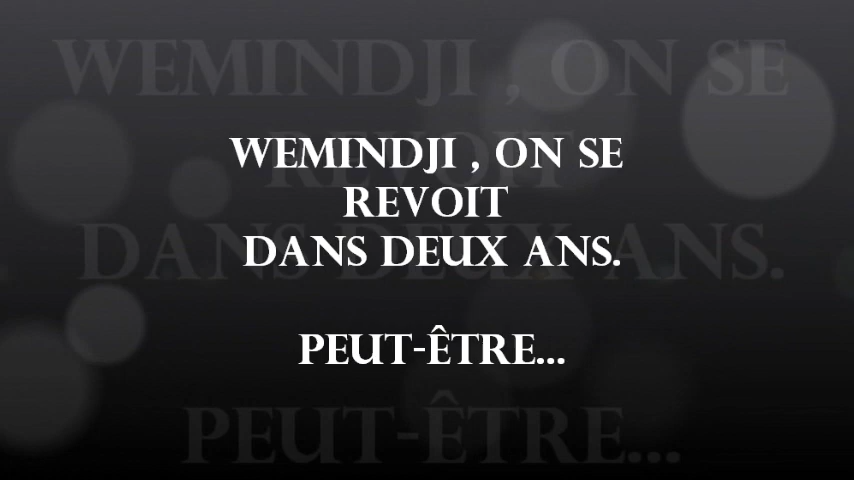 WEMINDJI , ON SE
REVOIT
DANS DEUX ANS.
PEUT-ÊTRE...